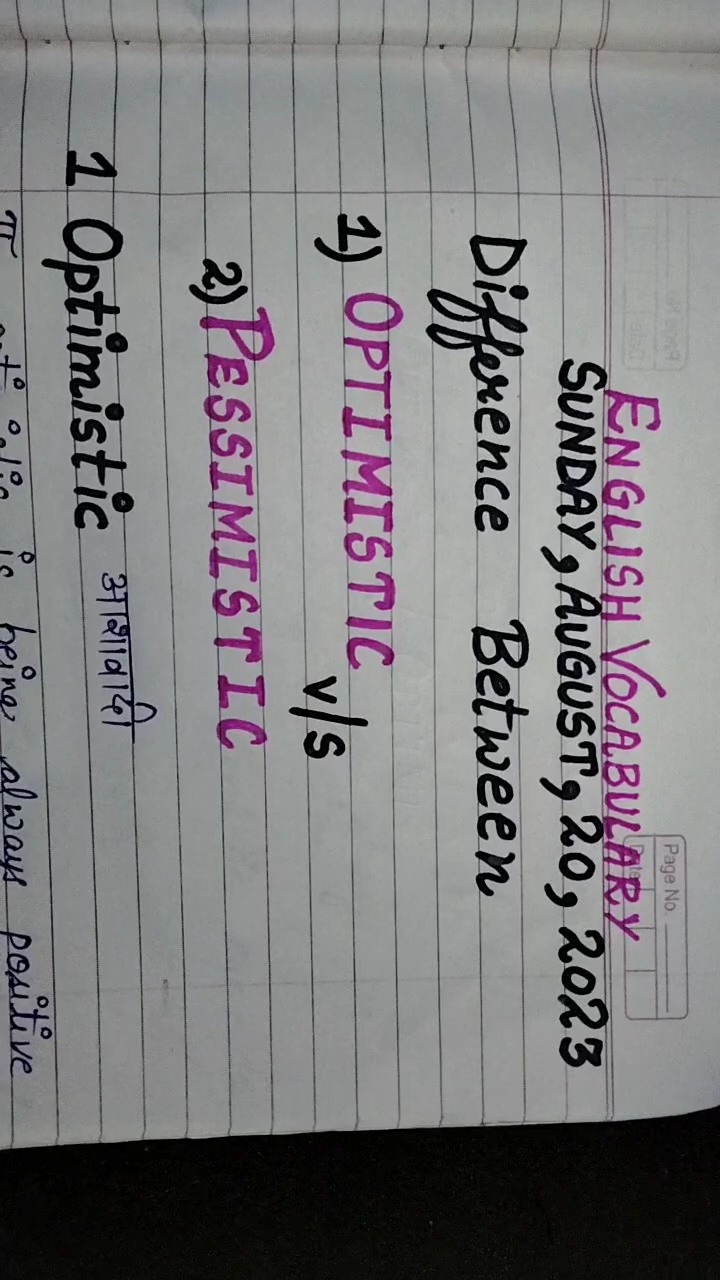 Page No.
Date
ENGLISH VOCABULARY
SUNDAY, AUGUST, 20, 2023
Difference Between
1) OPTIMISTIC
v/s
2) PESSIMISTIC
1 Optimistic आशावादी
is being always positive